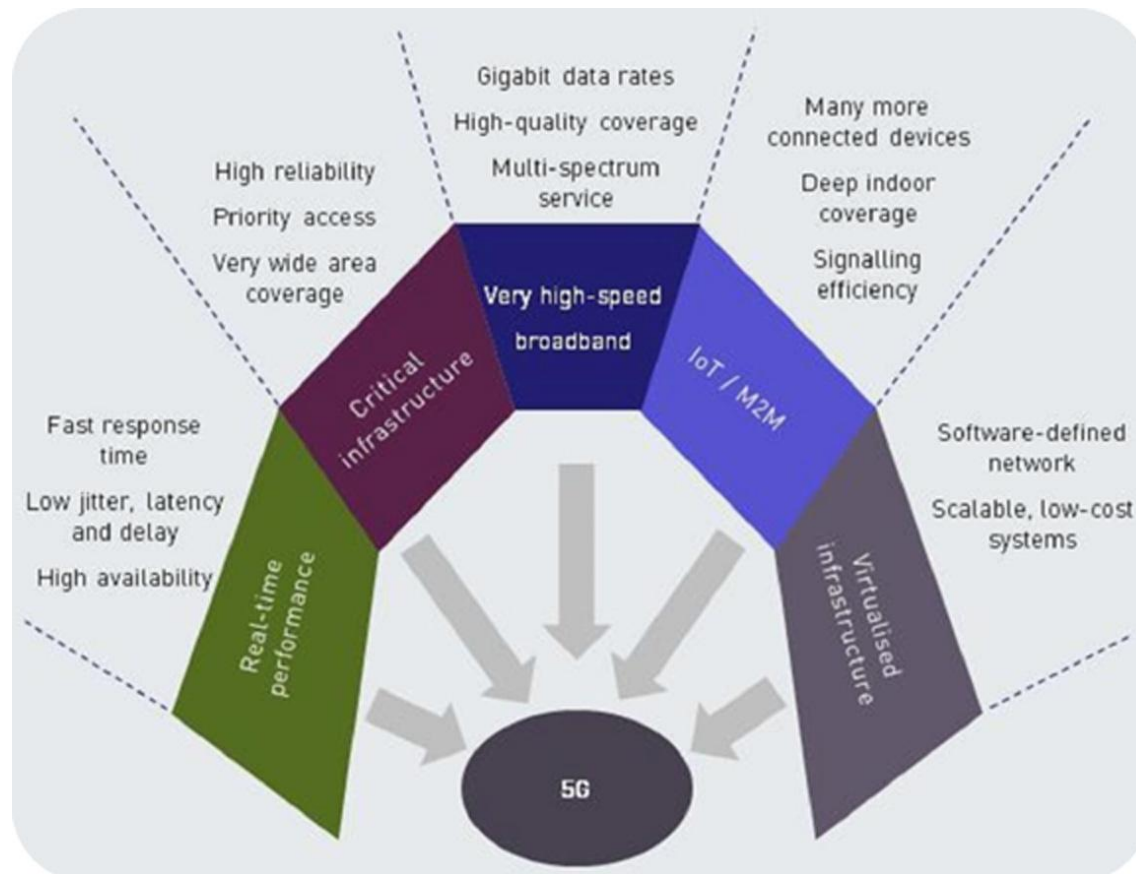 Gigabit data rates
High-quality coverage
Multi-spectrum
service
Many more
connected devices
Deep indoor
coverage
Signalling
efficiency
High reliability
Priority access
Very wide area
coverage
Very high-speed
broadband
Critical
infrastructure
IoT / M2M
Fast response
time
Low jitter, latency
and delay
High availability
Software-defined
network
Scalable, low-cost
systems
Real-time
performance
Virtualised
infrastructure
5G